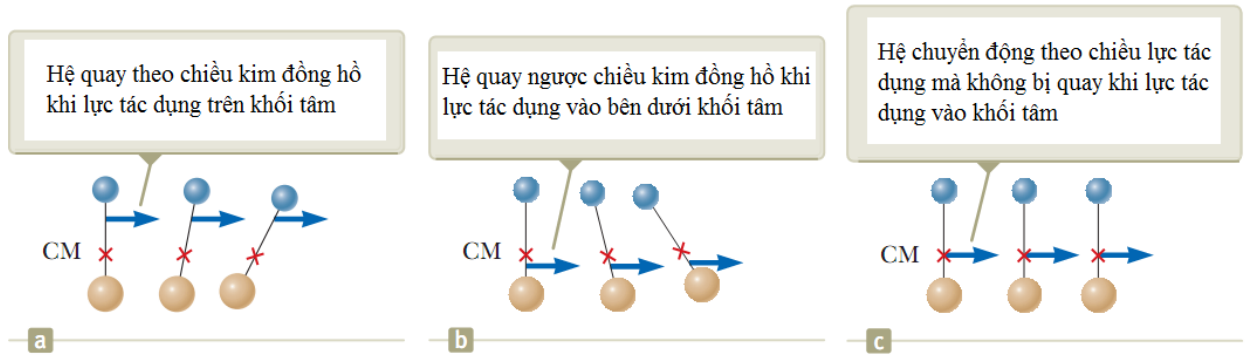 Hệ quay theo chiều kim đồng hồ
khi lực tác dụng trên khối tâm
CM
a
Hệ quay ngược chiều kim đồng hồ khi
lực tác dụng vào bên dưới khối tâm
CM
b
Hệ chuyển động theo chiều lực tác
dụng mà không bị quay khi lực tác
dụng vào khối tâm
CM
c